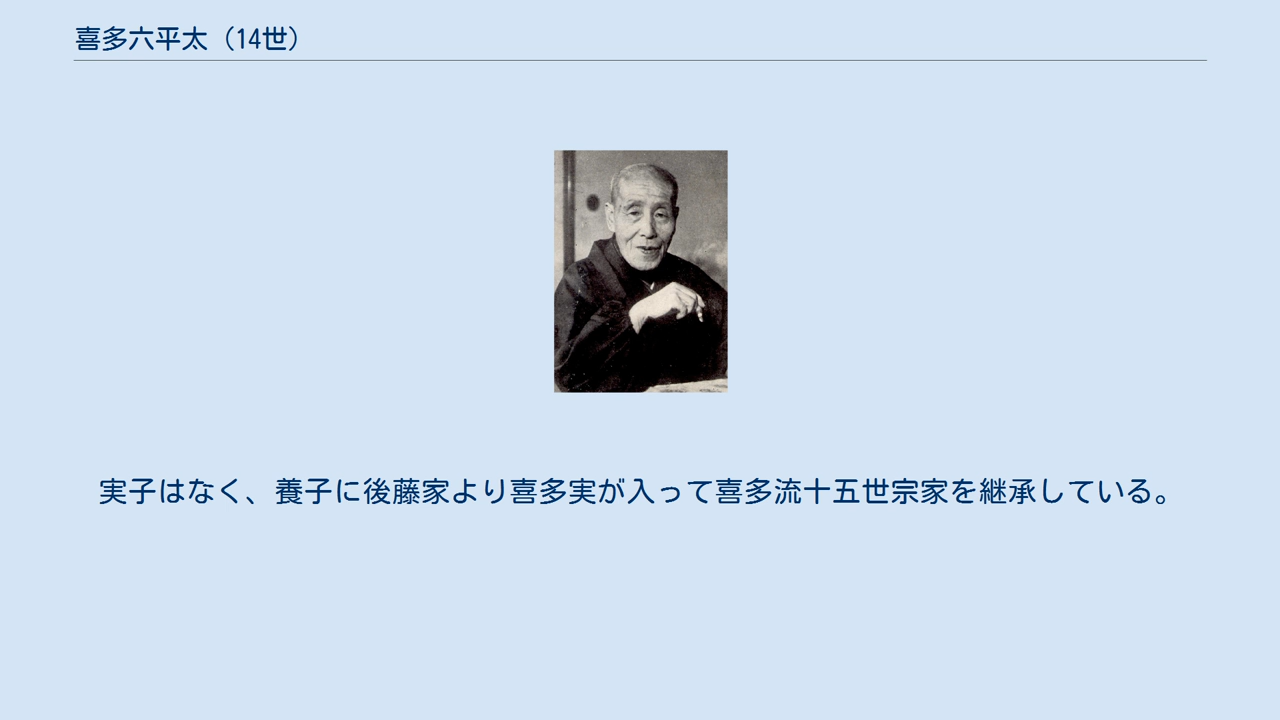 喜多六平太（14世）
実子はなく、養子に後藤家より喜多実が入って喜多流十五世宗家を継承している。